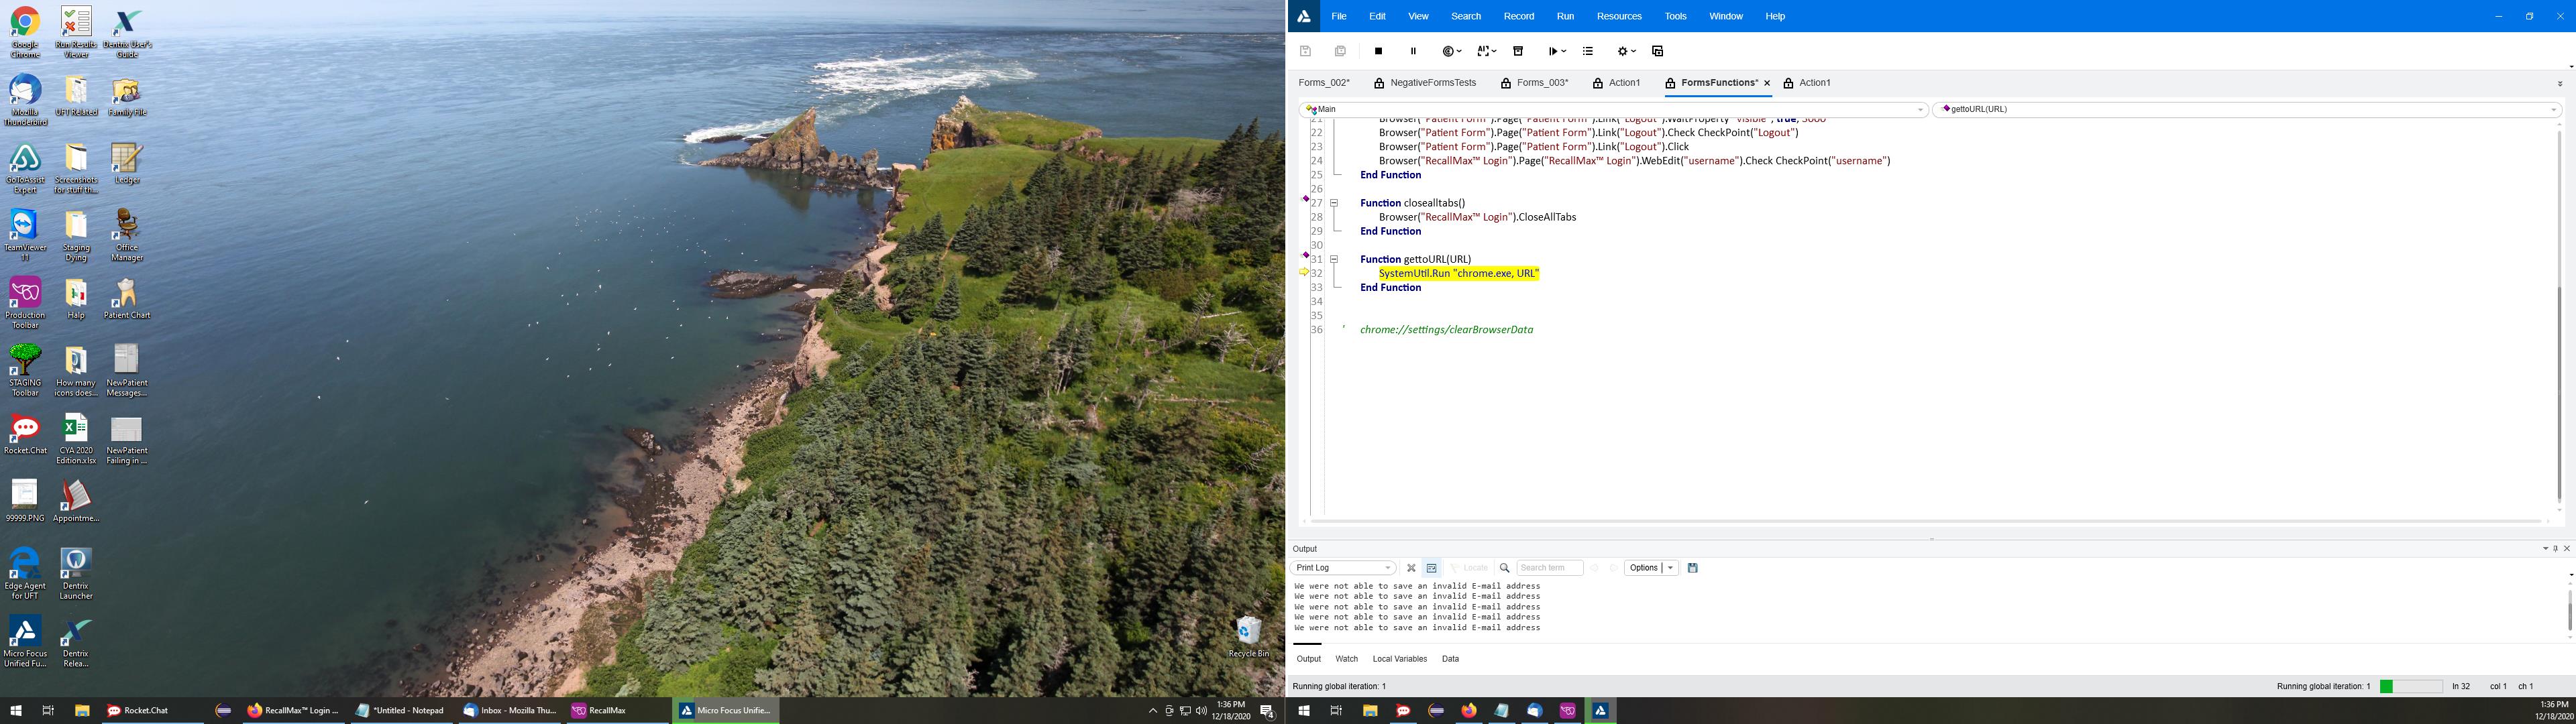 Google
Chrome
Run Results
Viewer
Dentrix User's
Guide
Mozilla
Thunderbird
UFT Related
Family File
GoToAssist
Expert
Screenshots
for stuff th...
Ledger
TeamViewer
11
Staging
Dying
Office
Manager
Production
Toolbar
Halp
Patient Chart
STAGING
Toolbar
How many
icons does...
NewPatient
Messages...
Rocket.Chat
CYA 2020
Edition.xlsx
NewPatient
Failing in ...
99999.PNG
Appointme...
Edge Agent
for UFT
Dentrix
Launcher
Micro Focus
Unified Fu...
Dentrix
Relea...
Recycle Bin
Rocket.Chat
RecallMax™ Login ...
*Untitled - Notepad
Inbox - Mozilla Thu...
RecallMax
Micro Focus Unifie...
1:36 PM
12/18/2020
4
File Edit View Search Record Run Resources Tools Window Help
Forms_002* NegativeFormsTests Forms_003* Action1 FormsFunctions* Action1
Main
gettoURL(URL)
21 Browser("Patient Form").Page("Patient Form").Link("Logout").WaitProperty "visible", true, 3000
22 Browser("Patient Form").Page("Patient Form").Link("Logout").Check CheckPoint("Logout")
23 Browser("Patient Form").Page("Patient Form").Link("Logout").Click
24 Browser("RecallMax™ Login").Page("RecallMax™ Login").WebEdit("username").Check CheckPoint("username")
25 End Function
26
27 Function closealltabs()
28 Browser("RecallMax™ Login").CloseAllTabs
29 End Function
30
31 Function gettoURL(URL)
32 SystemUtil.Run "chrome.exe, URL"
33 End Function
34
35
36 ' chrome://settings/clearBrowserData
Output
Print Log
Locate
Search term
Options
We were not able to save an invalid E-mail address
We were not able to save an invalid E-mail address
We were not able to save an invalid E-mail address
We were not able to save an invalid E-mail address
We were not able to save an invalid E-mail address
Output Watch Local Variables Data
Running global iteration: 1
Running global iteration: 1
ln 32 col 1 ch 1
1:36 PM
12/18/2020